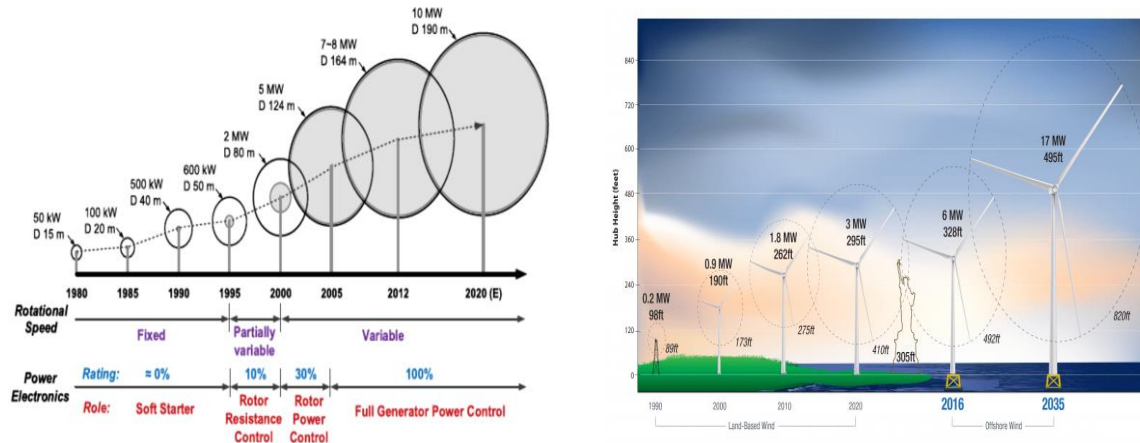 10 MW
D 190 m
7~8 MW
D 164 m
5 MW
D 124 m
2 MW
D 80 m
600 kW
D 50 m
500 kW
D 40 m
100 kW
D 20 m
50 kW
D 15 m
1980 1985 1990 1995 2000 2005 2012 2020 (E)
Rotational
Speed
Fixed
Partially
variable
Variable
Power
Electronics
Rating: ≈ 0% 10% 30% 100%
Role: Soft Starter
Rotor
Resistance
Control
Rotor
Power
Control
Full Generator Power Control
Hub Height (feet)
840
720
600
480
360
240
120
0
0.2 MW
98ft
89ft
0.9 MW
190ft
173ft
1.8 MW
262ft
275ft
3 MW
295ft
410ft
305ft
6 MW
328ft
492ft
17 MW
495ft
820ft
1990 2000 2010 2020 2016 2035
Land-Based Wind
Offshore Wind